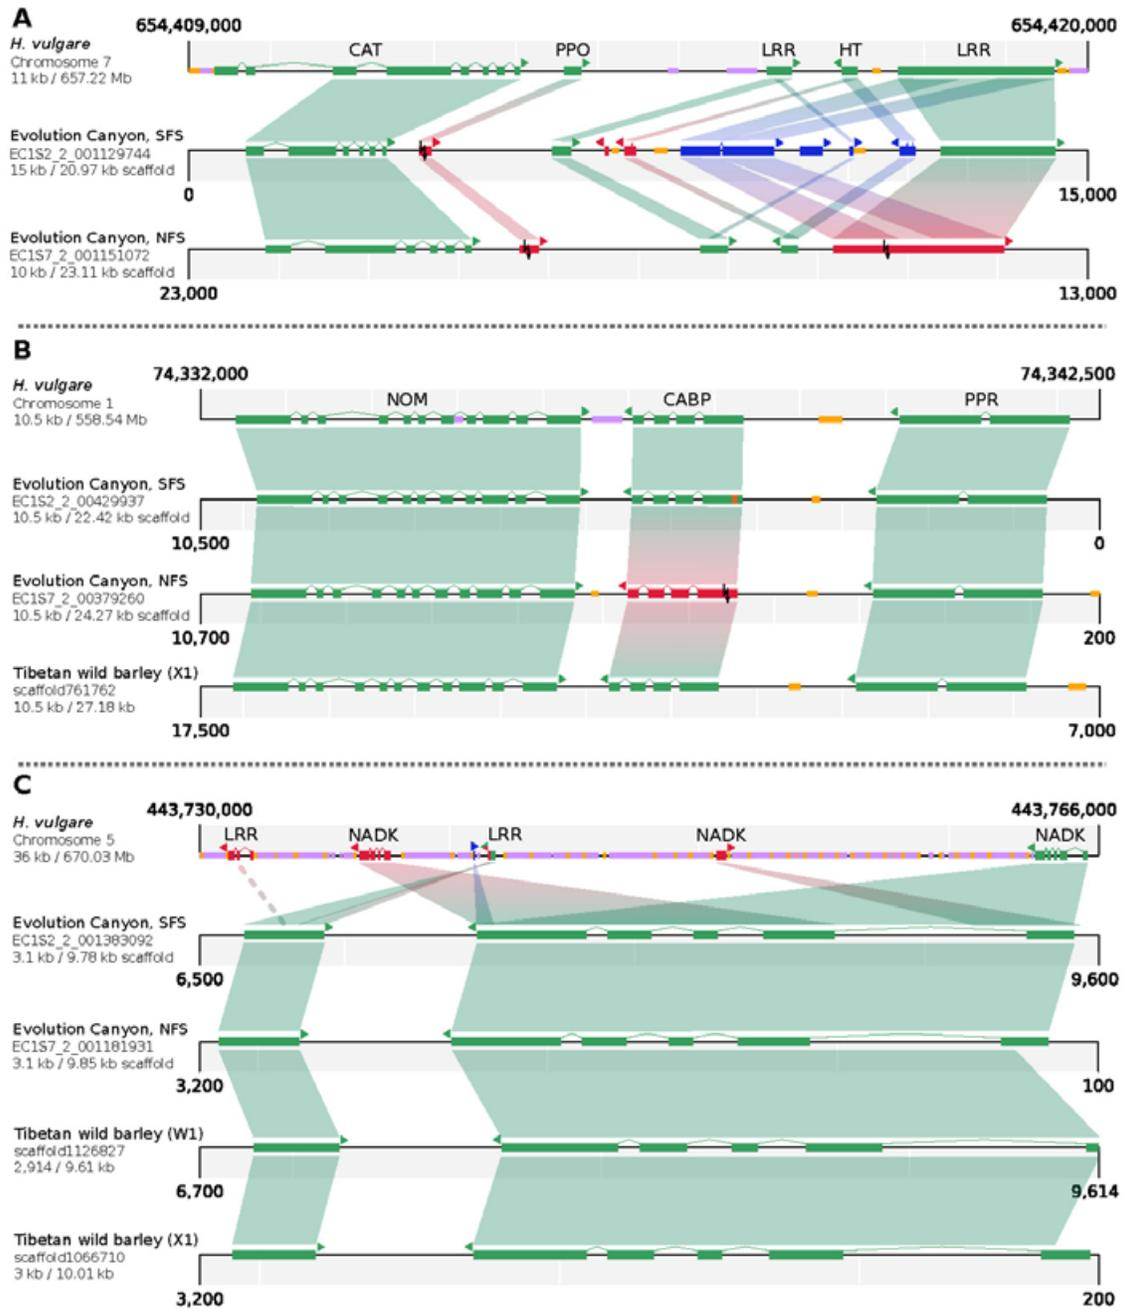 A
654,409,000 654,420,000
H. vulgare
Chromosome 7
11 kb / 657.22 Mb
CAT PPO LRR HT LRR
Evolution Canyon, SFS
EC1S2_2_001129744
15 kb / 20.97 kb scaffold
0 15,000
Evolution Canyon, NFS
EC1S7_2_001151072
10 kb / 23.11 kb scaffold
23,000 13,000
B
74,332,000 74,342,500
H. vulgare
Chromosome 1
10.5 kb / 558.54 Mb
NOM CABP PPR
Evolution Canyon, SFS
EC1S2_2_00429937
10.5 kb / 22.42 kb scaffold
10,500 0
Evolution Canyon, NFS
EC1S7_2_00379260
10.5 kb / 24.27 kb scaffold
10,700 200
Tibetan wild barley (X1)
scaffold761762
10.5 kb / 27.18 kb
17,500 7,000
C
443,730,000 443,766,000
H. vulgare
Chromosome 5
36 kb / 670.03 Mb
LRR NADK LRR NADK NADK
Evolution Canyon, SFS
EC1S2_2_001383092
3.1 kb / 9.78 kb scaffold
6,500 9,600
Evolution Canyon, NFS
EC1S7_2_001181931
3.1 kb / 9.85 kb scaffold
3,200 100
Tibetan wild barley (W1)
scaffold1126827
2,914 / 9.61 kb
6,700 9,614
Tibetan wild barley (X1)
scaffold1066710
3 kb / 10.01 kb
3,200 200